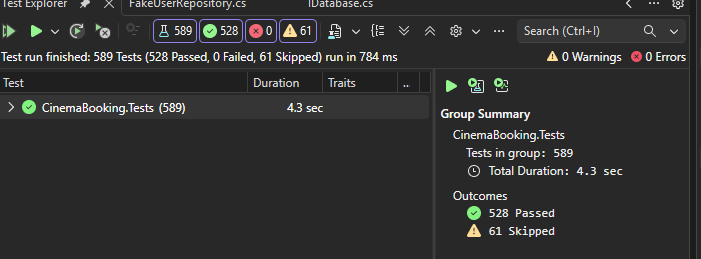 Test Explorer FakeUserRepository.cs IDatabase.cs
589 528 0 61 Search (Ctrl+I)
Test run finished: 589 Tests (528 Passed, 0 Failed, 61 Skipped) run in 784 ms 0 Warnings 0 Errors
Test Duration Traits ..
CinemaBooking.Tests (589) 4.3 sec
Group Summary
CinemaBooking.Tests
Tests in group: 589
Total Duration: 4.3 sec
Outcomes
528 Passed
61 Skipped